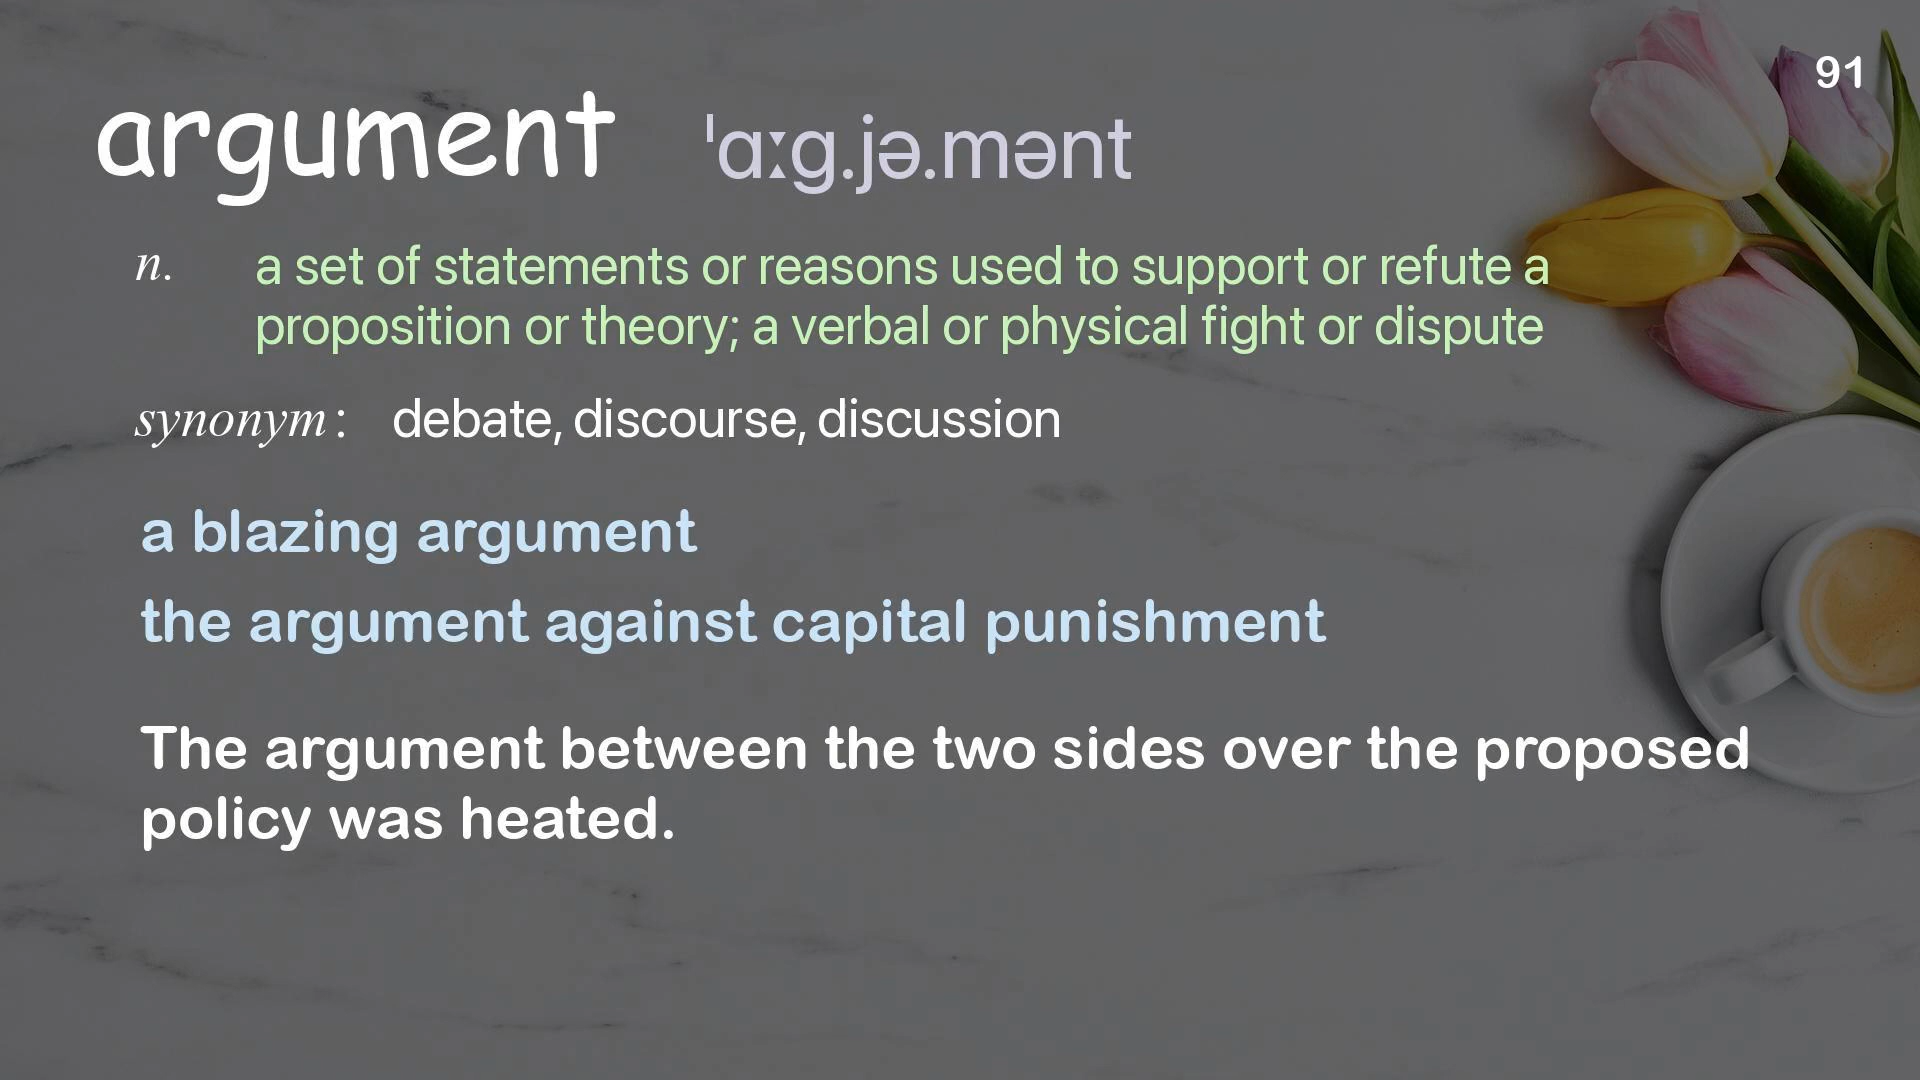 91
argument ˈɑːɡ.jə.mənt
n. a set of statements or reasons used to support or refute a
proposition or theory; a verbal or physical fight or dispute
synonym: debate, discourse, discussion
a blazing argument
the argument against capital punishment
The argument between the two sides over the proposed
policy was heated.